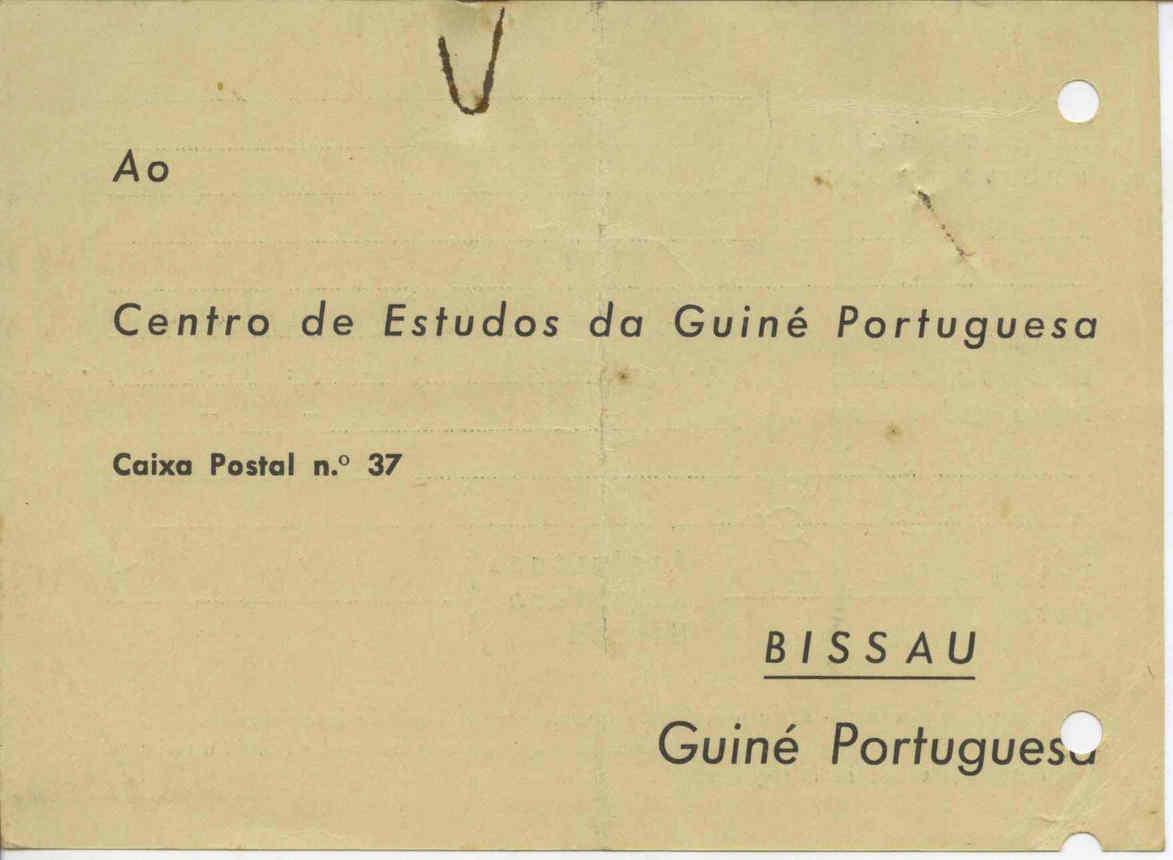 Ao
Centro de Estudos da Guiné Portuguesa
Caixa Postal n.º 37
BISSAU
Guiné Portuguesa